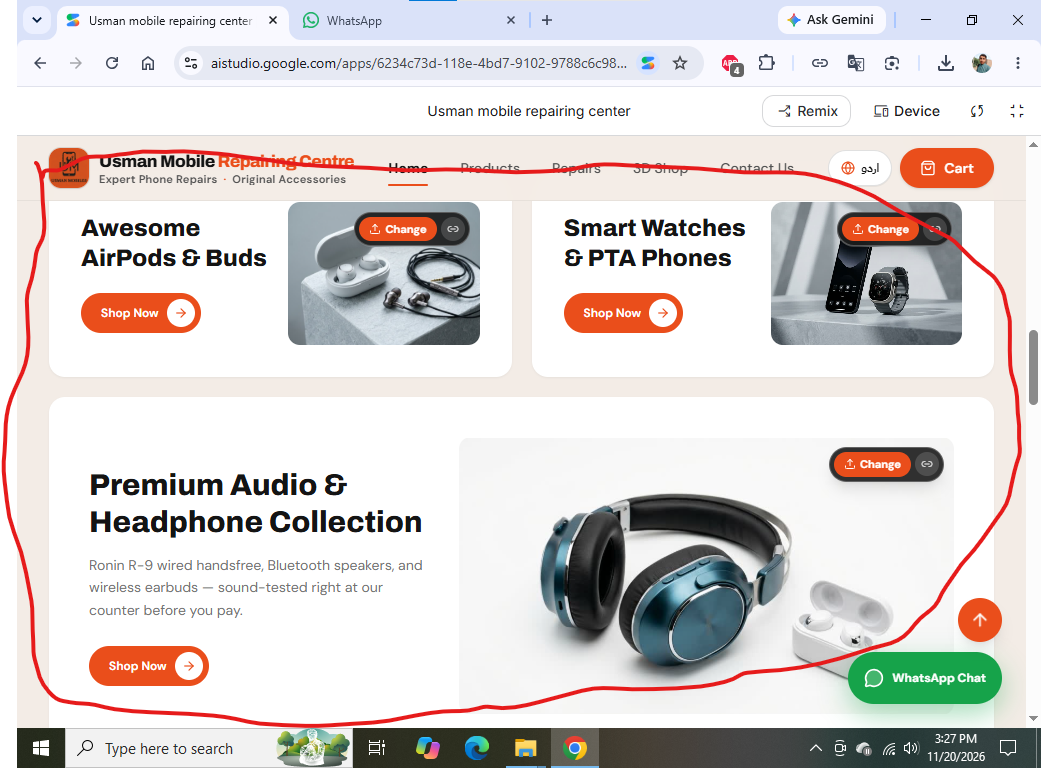 Usman mobile repairing center
WhatsApp
Ask Gemini
aistudio.google.com/apps/6234c73d-118e-4bd7-9102-9788c6c98...
4
Usman mobile repairing center
Remix
Device
Usman Mobile Repairing Centre
Expert Phone Repairs · Original Accessories
Home
Products
Repairs
3D Shop
Contact Us
اردو
Cart
Awesome
AirPods & Buds
Shop Now
Change
Smart Watches
& PTA Phones
Shop Now
Change
Premium Audio &
Headphone Collection
Ronin R-9 wired handsfree, Bluetooth speakers, and
wireless earbuds — sound-tested right at our
counter before you pay.
Shop Now
Change
WhatsApp Chat
Type here to search
3:27 PM
11/20/2026